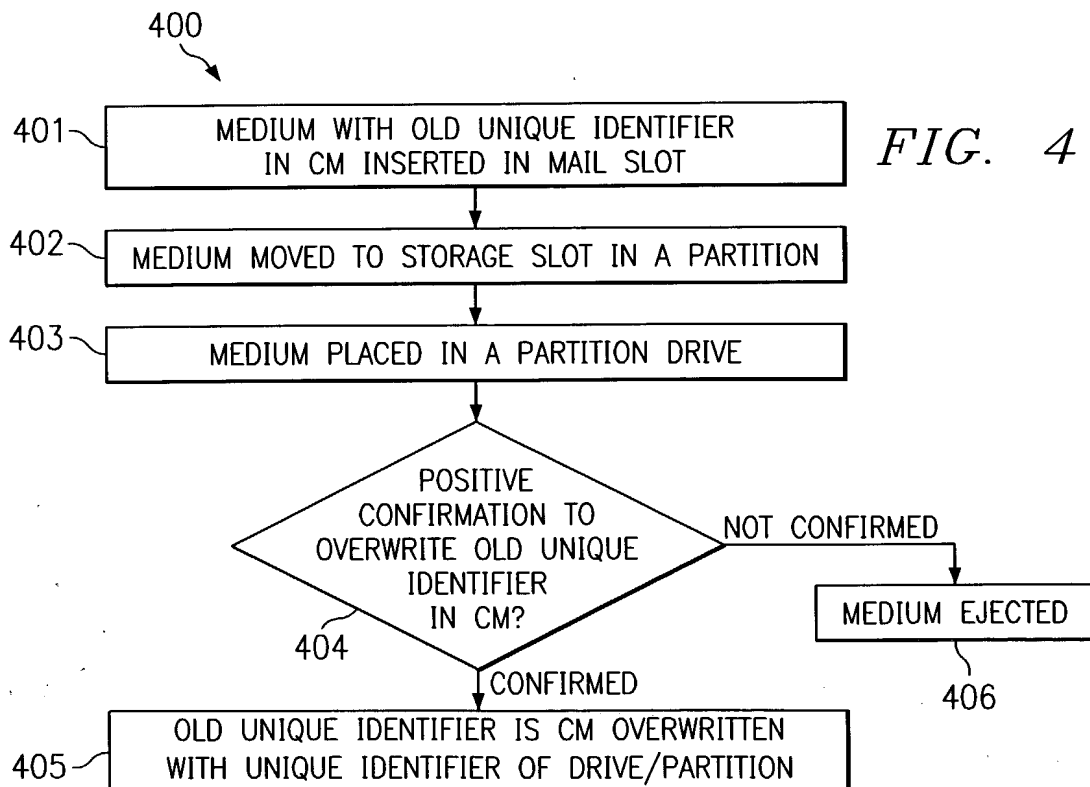 400
401
MEDIUM WITH OLD UNIQUE IDENTIFIER
IN CM INSERTED IN MAIL SLOT
FIG. 4
402
MEDIUM MOVED TO STORAGE SLOT IN A PARTITION
403
MEDIUM PLACED IN A PARTITION DRIVE
POSITIVE
CONFIRMATION TO
OVERWRITE OLD UNIQUE
IDENTIFIER
IN CM?
404
NOT CONFIRMED
MEDIUM EJECTED
406
CONFIRMED
405
OLD UNIQUE IDENTIFIER IS CM OVERWRITTEN
WITH UNIQUE IDENTIFIER OF DRIVE/PARTITION